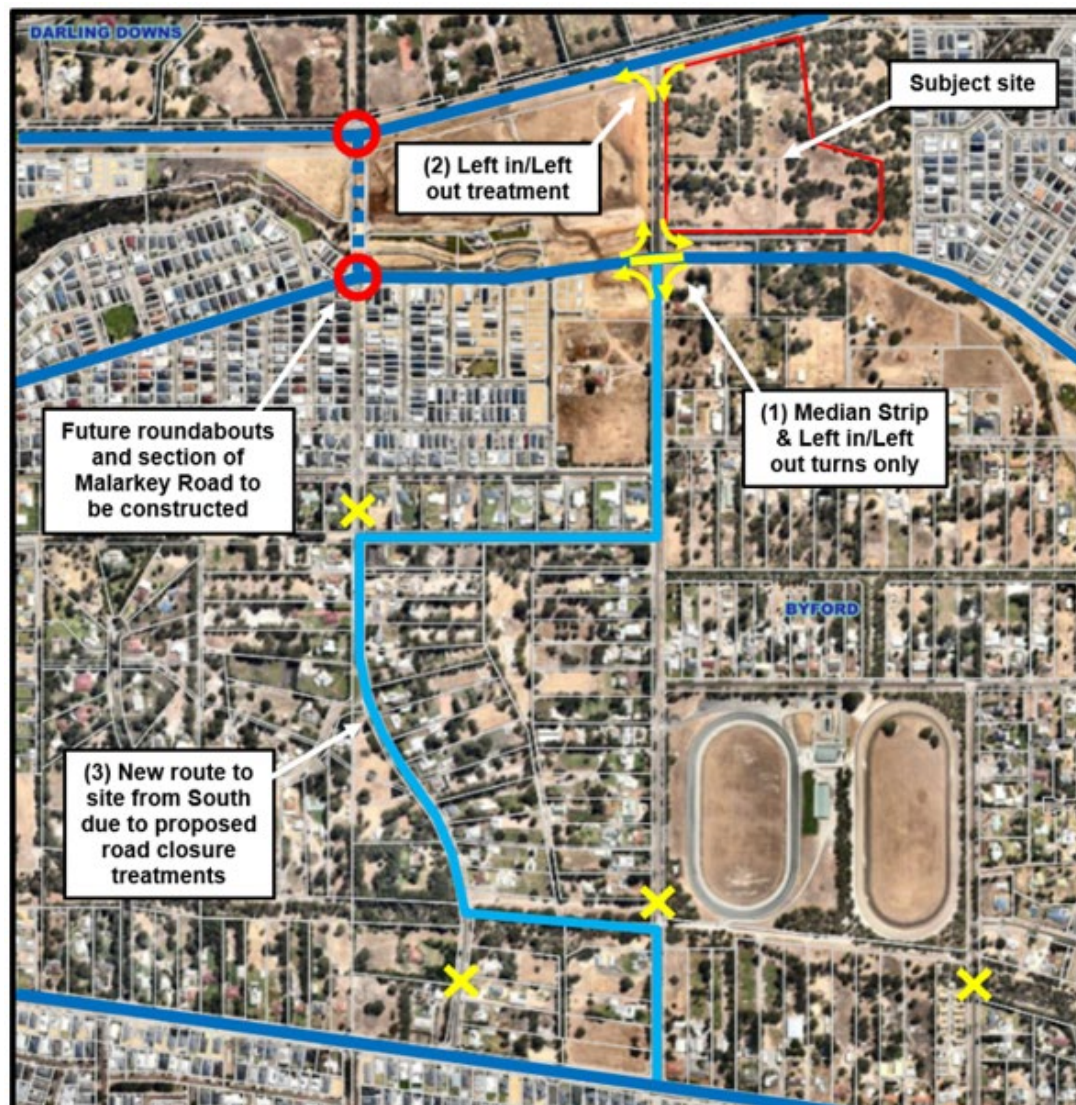 DARLING DOWNS
Subject site
(2) Left in/Left
out treatment
Future roundabouts
and section of
Malarkey Road to
be constructed
(1) Median Strip
& Left in/Left
out turns only
BYFORD
(3) New route to
site from South
due to proposed
road closure
treatments